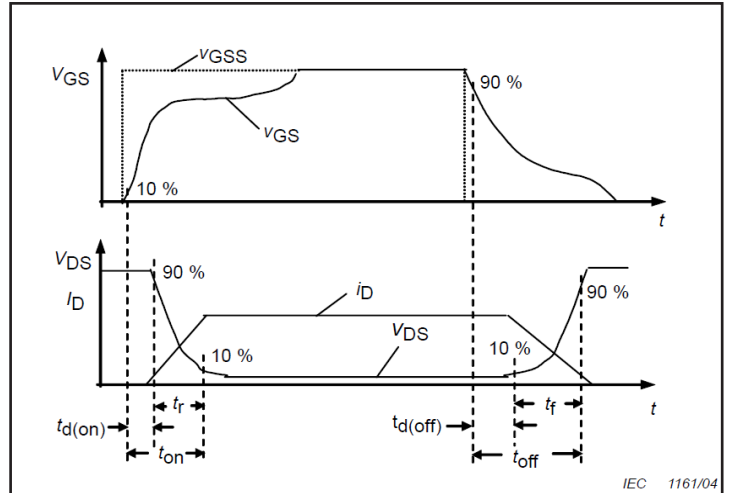 VGSS
VGS
90 %
VGS
10 %
t
VDS
90 %
iD
90 %
ID
VDS
10 %
10 %
tr
tf
t
td(on)
td(off)
ton
toff
IEC 1161/04